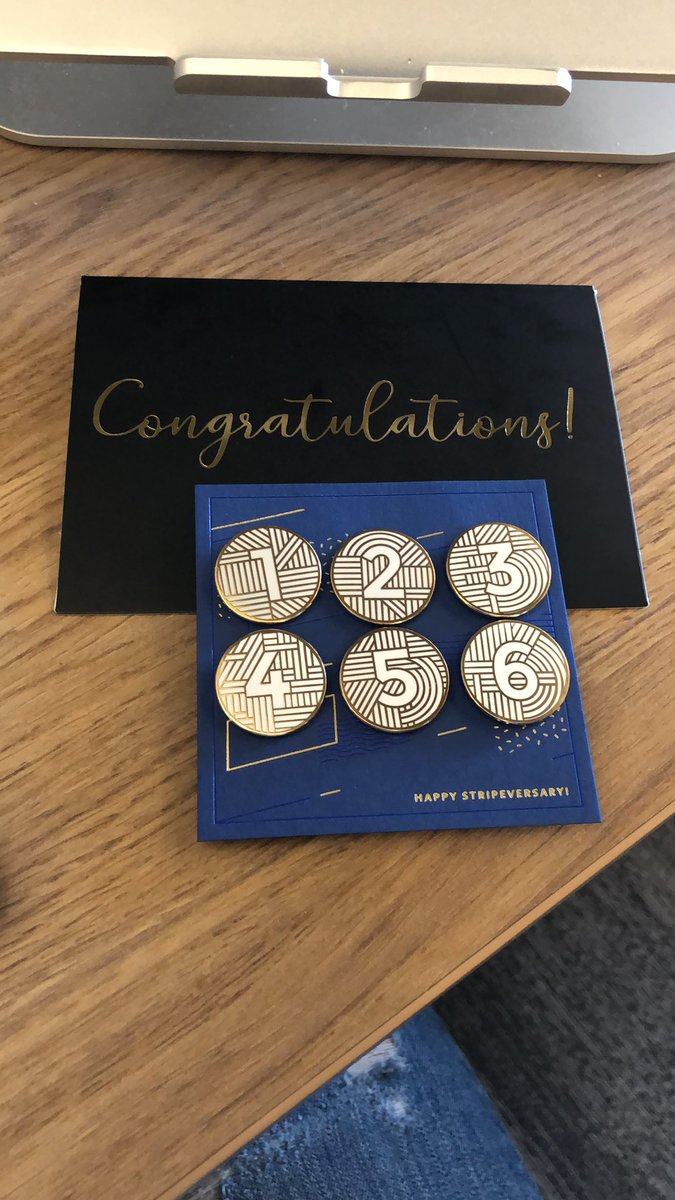 Congratulations!
1 2 3
4 5 6
HAPPY STRIPEVERSARY!